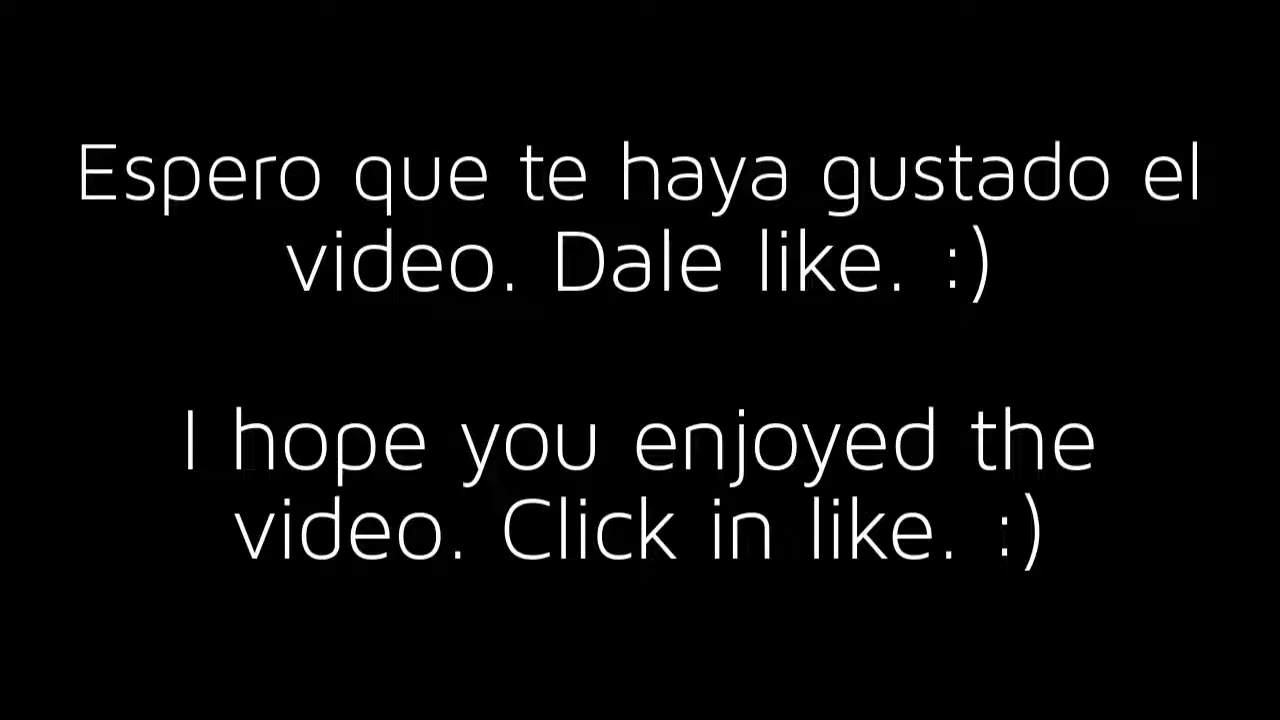 Espero que te haya gustado el
video. Dale like. :)
I hope you enjoyed the
video. Click in like. :)